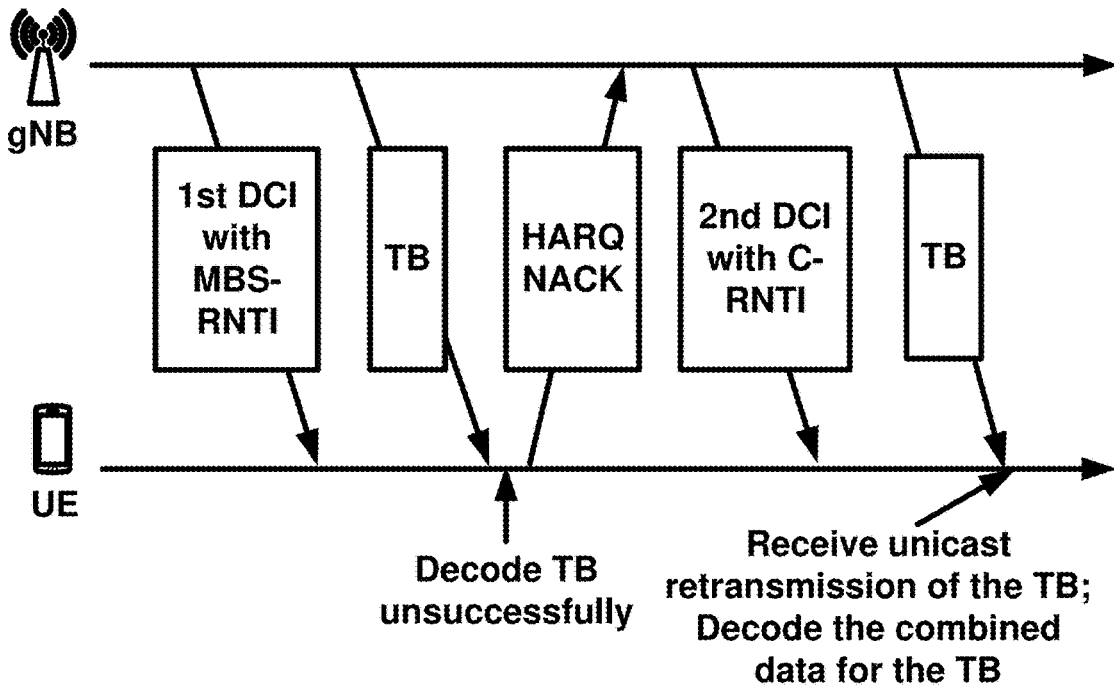 gNB
1st DCI
with
MBS-
RNTI
TB
HARQ
NACK
2nd DCI
with C-
RNTI
TB
UE
Decode TB
unsuccessfully
Receive unicast
retransmission of the TB;
Decode the combined
data for the TB